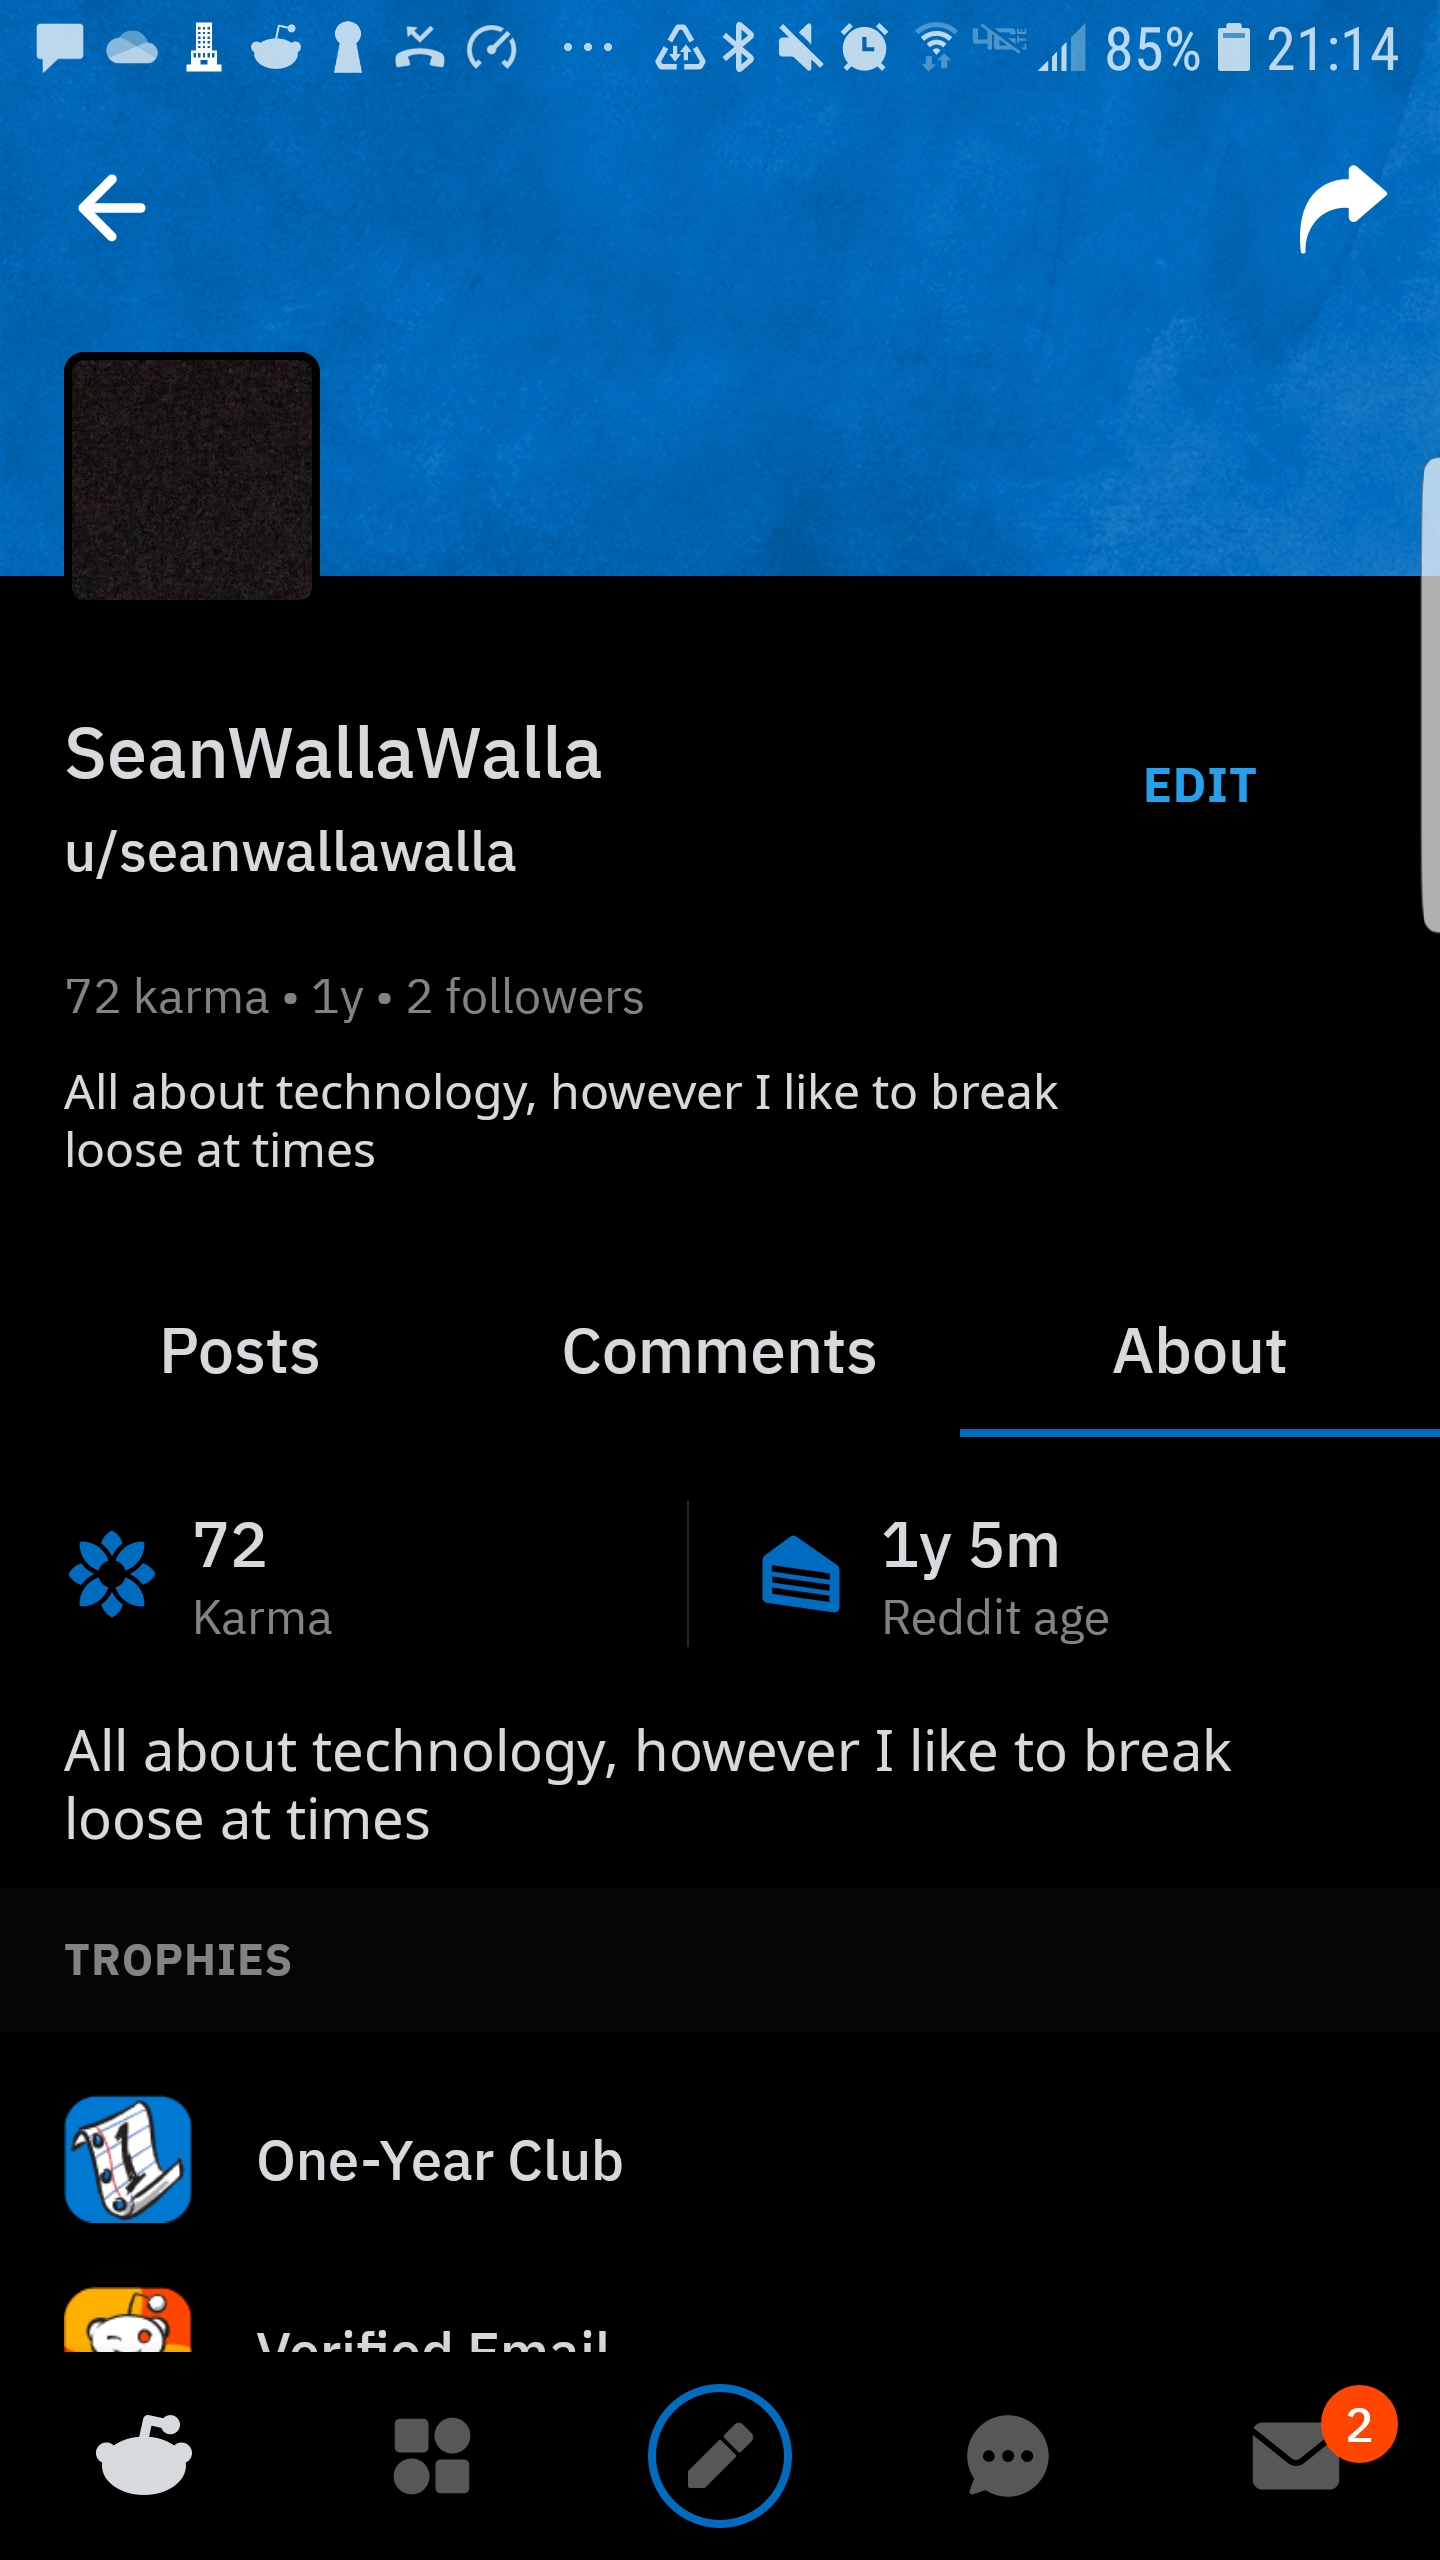 85% 21:14
SeanWallaWalla
EDIT
u/seanwallawalla
72 karma • 1y • 2 followers
All about technology, however I like to break
loose at times
Posts Comments About
72 1y 5m
Karma Reddit age
All about technology, however I like to break
loose at times
TROPHIES
One-Year Club
Verified Email
2